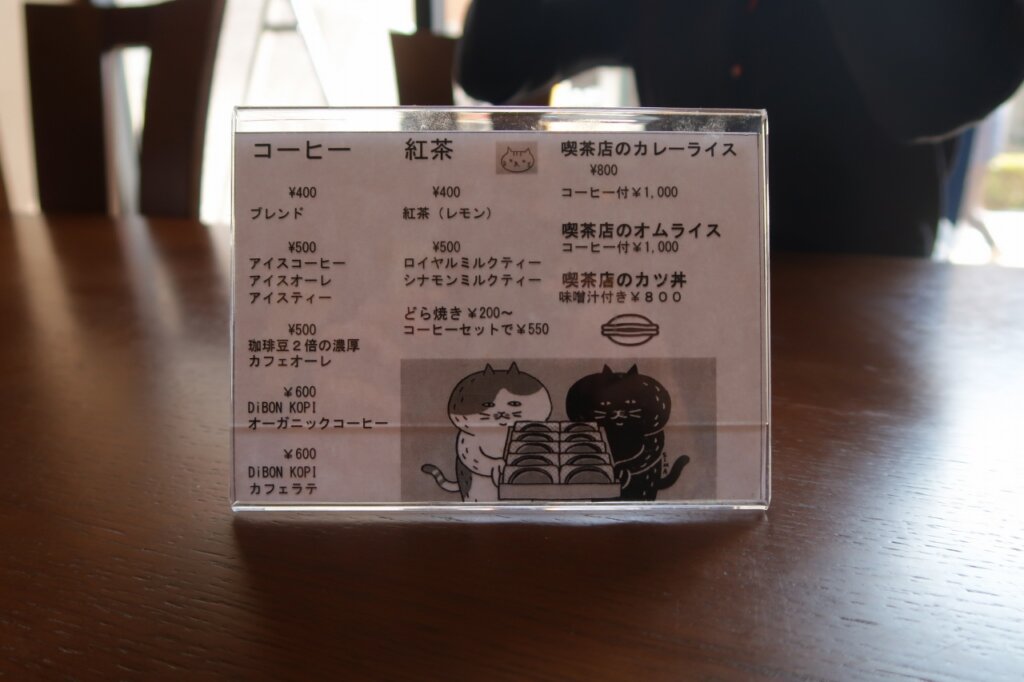 コーヒー
¥400
ブレンド
¥500
アイスコーヒー
アイスオーレ
アイスティー
¥500
珈琲豆２倍の濃厚
カフェオーレ
¥600
DiBON KOPI
オーガニックコーヒー
¥600
DiBON KOPI
カフェラテ
紅茶
¥400
紅茶（レモン）
¥500
ロイヤルミルクティー
シナモンミルクティー
どら焼き¥200～
コーヒーセットで¥550
喫茶店のカレーライス
¥800
コーヒー付¥1,000
喫茶店のオムライス
コーヒー付¥1,000
喫茶店のカツ丼
味噌汁付き¥８００